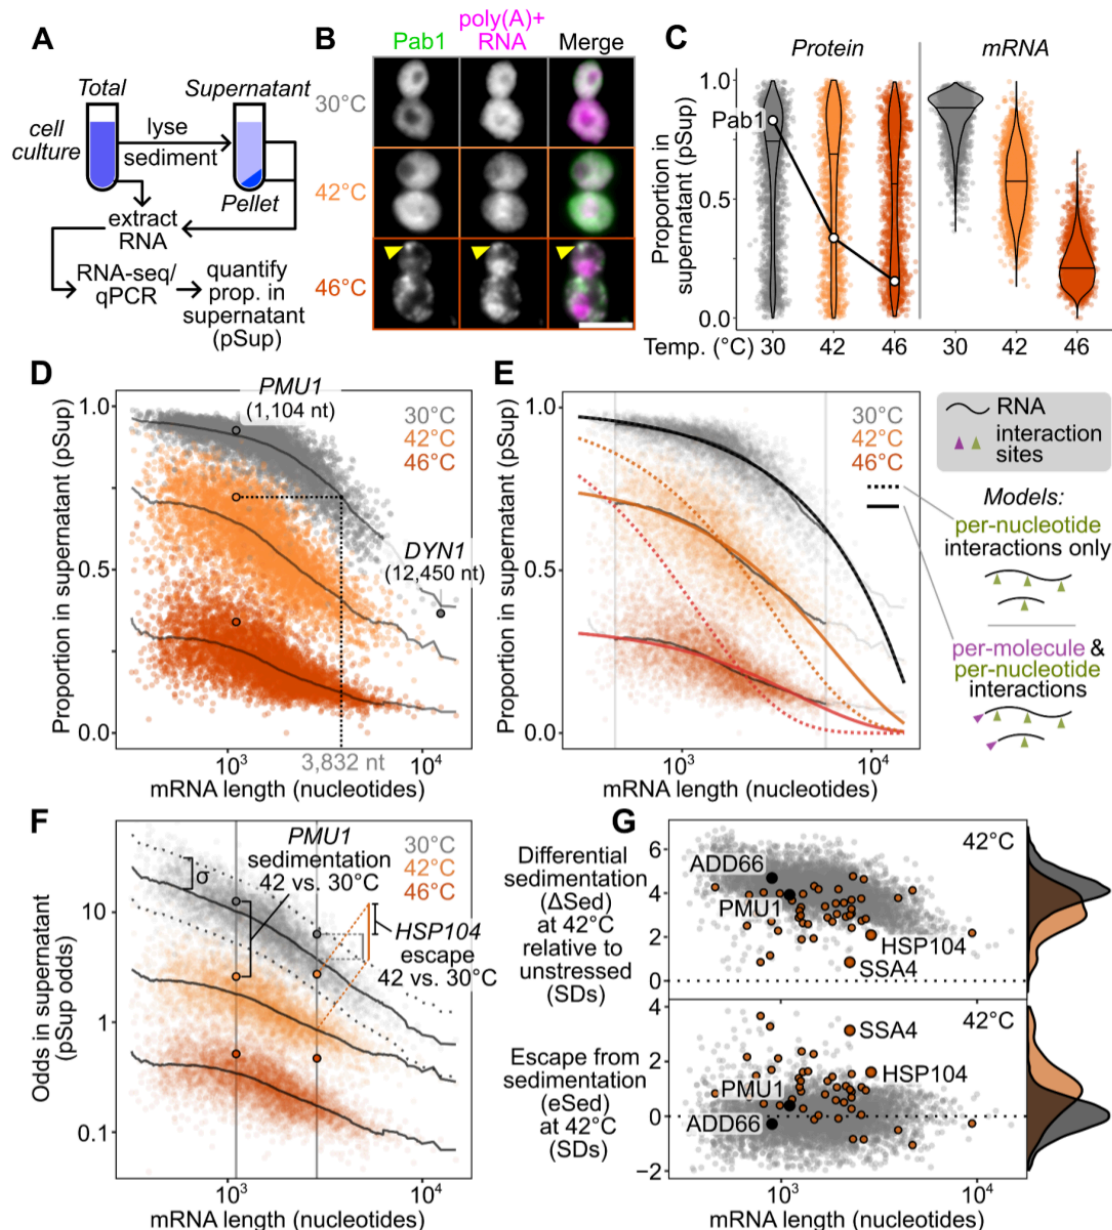 A
Total
Supernatant
cell
culture
lyse
sediment
Pellet
extract
RNA
RNA-seq/
qPCR
quantify
prop. in
supernatant
(pSup)
B
Pab1
poly(A)+
RNA
Merge
30°C
42°C
46°C
C
Protein
mRNA
Proportion in
supernatant (pSup)
1.0
0.5
0.0
Pab1
Temp. (°C)
30
42
46
30
42
46
D
PMU1
(1,104 nt)
30°C
42°C
46°C
DYN1
(12,450 nt)
Proportion in supernatant (pSup)
1.0
0.5
0.0
10³
3,832 nt
10⁴
mRNA length (nucleotides)
E
30°C
42°C
46°C
Proportion in supernatant (pSup)
1.0
0.5
0.0
10³
10⁴
mRNA length (nucleotides)
RNA
interaction
sites
Models:
per-nucleotide
interactions only
per-molecule &
per-nucleotide
interactions
F
PMU1
sedimentation
42 vs. 30°C
30°C
42°C
46°C
σ
HSP104
escape
42 vs. 30°C
Odds in supernatant
(pSup odds)
10
1
0.1
10³
10⁴
mRNA length (nucleotides)
G
Differential
sedimentation
(ΔSed)
at 42°C
relative to
unstressed
(SDs)
6
4
2
0
42°C
ADD66
PMU1
HSP104
SSA4
Escape from
sedimentation
(eSed)
at 42°C
(SDs)
4
2
0
−2
42°C
SSA4
HSP104
PMU1
ADD66
10³
10⁴
mRNA length (nucleotides)